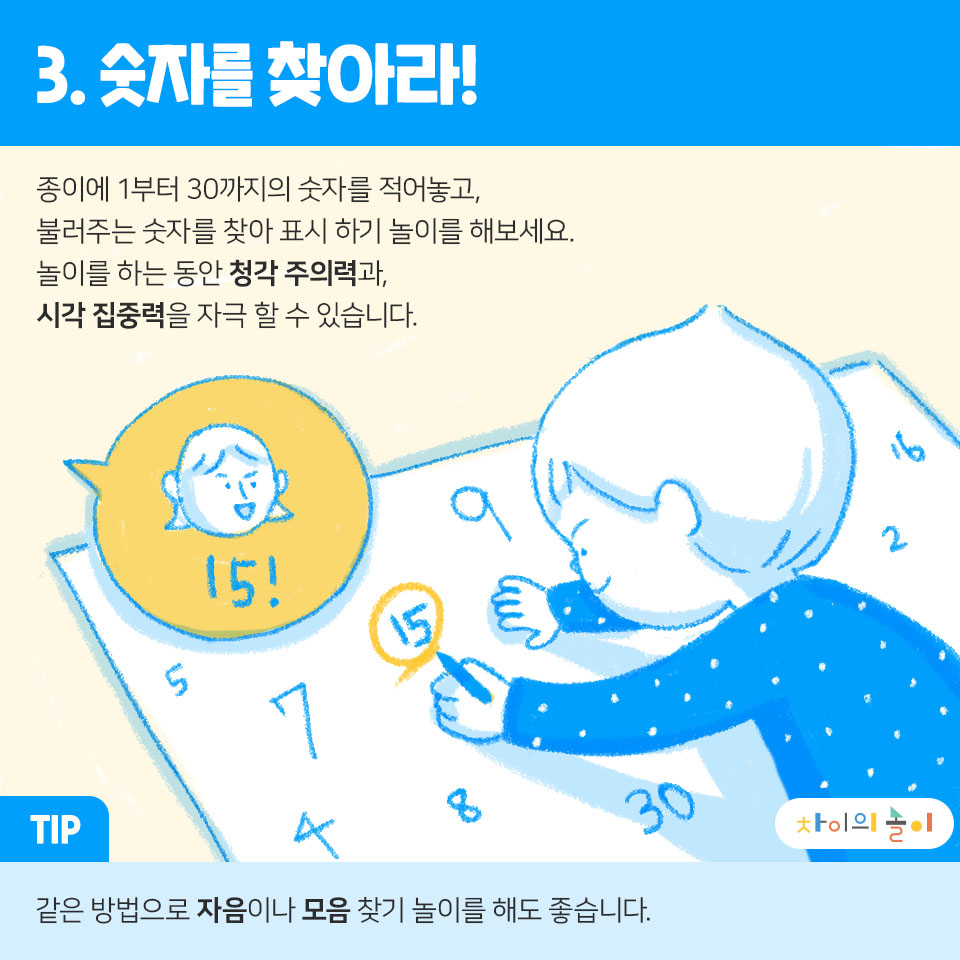 3. 숫자를 찾아라!
종이에 1부터 30까지의 숫자를 적어놓고,
불러주는 숫자를 찾아 표시 하기 놀이를 해보세요.
놀이를 하는 동안 청각 주의력과,
시각 집중력을 자극 할 수 있습니다.
16
9
2
15!
15
5
7
8
30
4
TIP
차이의 놀이
같은 방법으로 자음이나 모음 찾기 놀이를 해도 좋습니다.